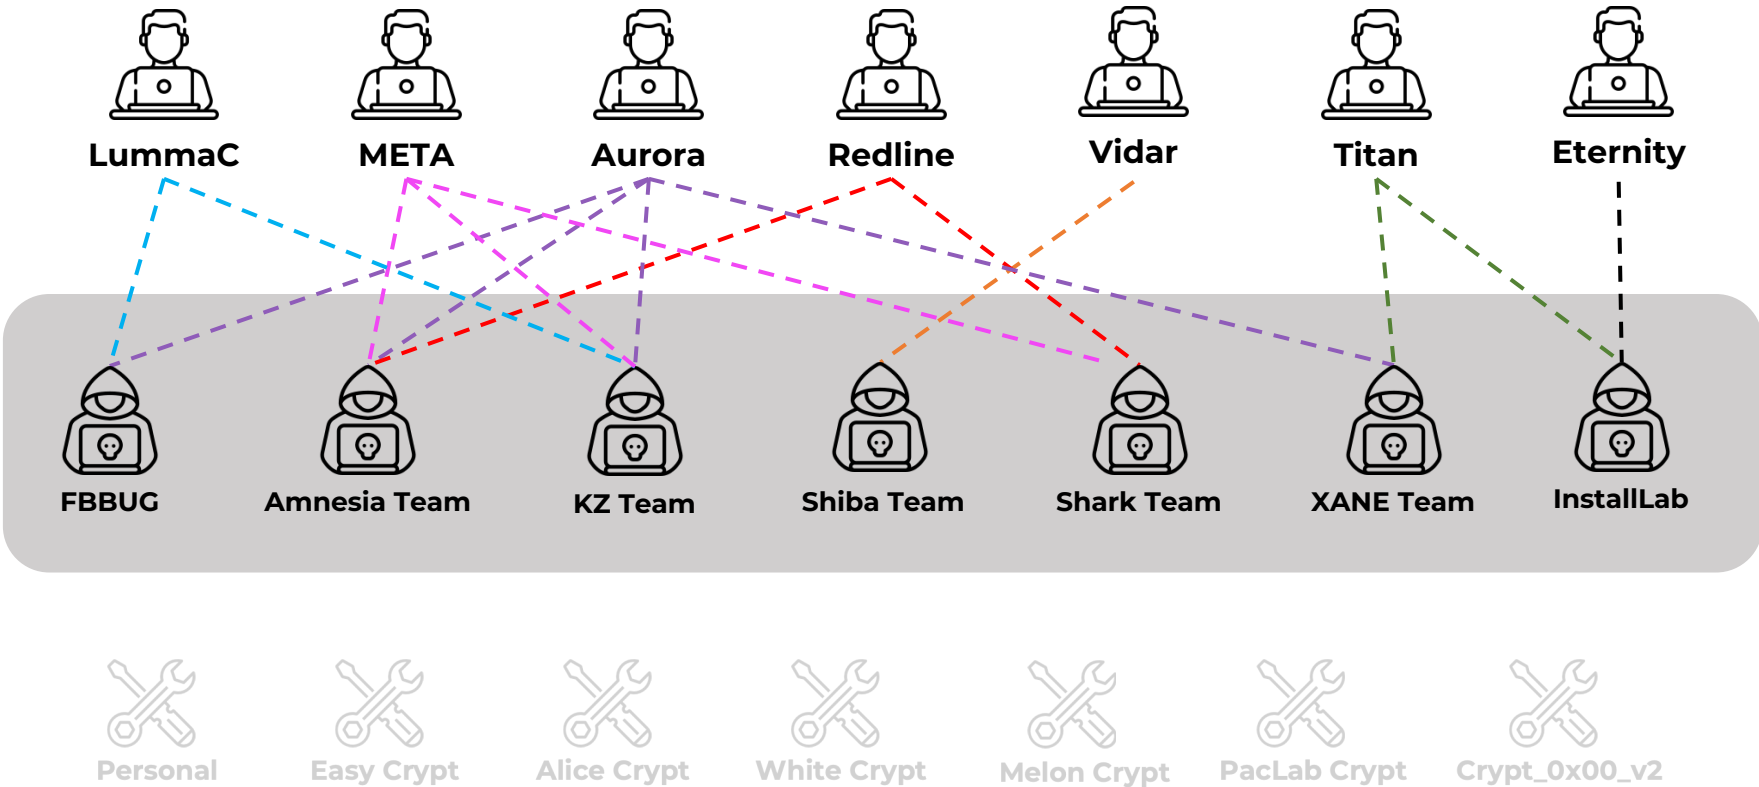 LummaC
META
Aurora
Redline
Vidar
Titan
Eternity
FBBUG
Amnesia Team
KZ Team
Shiba Team
Shark Team
XANE Team
InstallLab
Personal
Easy Crypt
Alice Crypt
White Crypt
Melon Crypt
PacLab Crypt
Crypt_0x00_v2